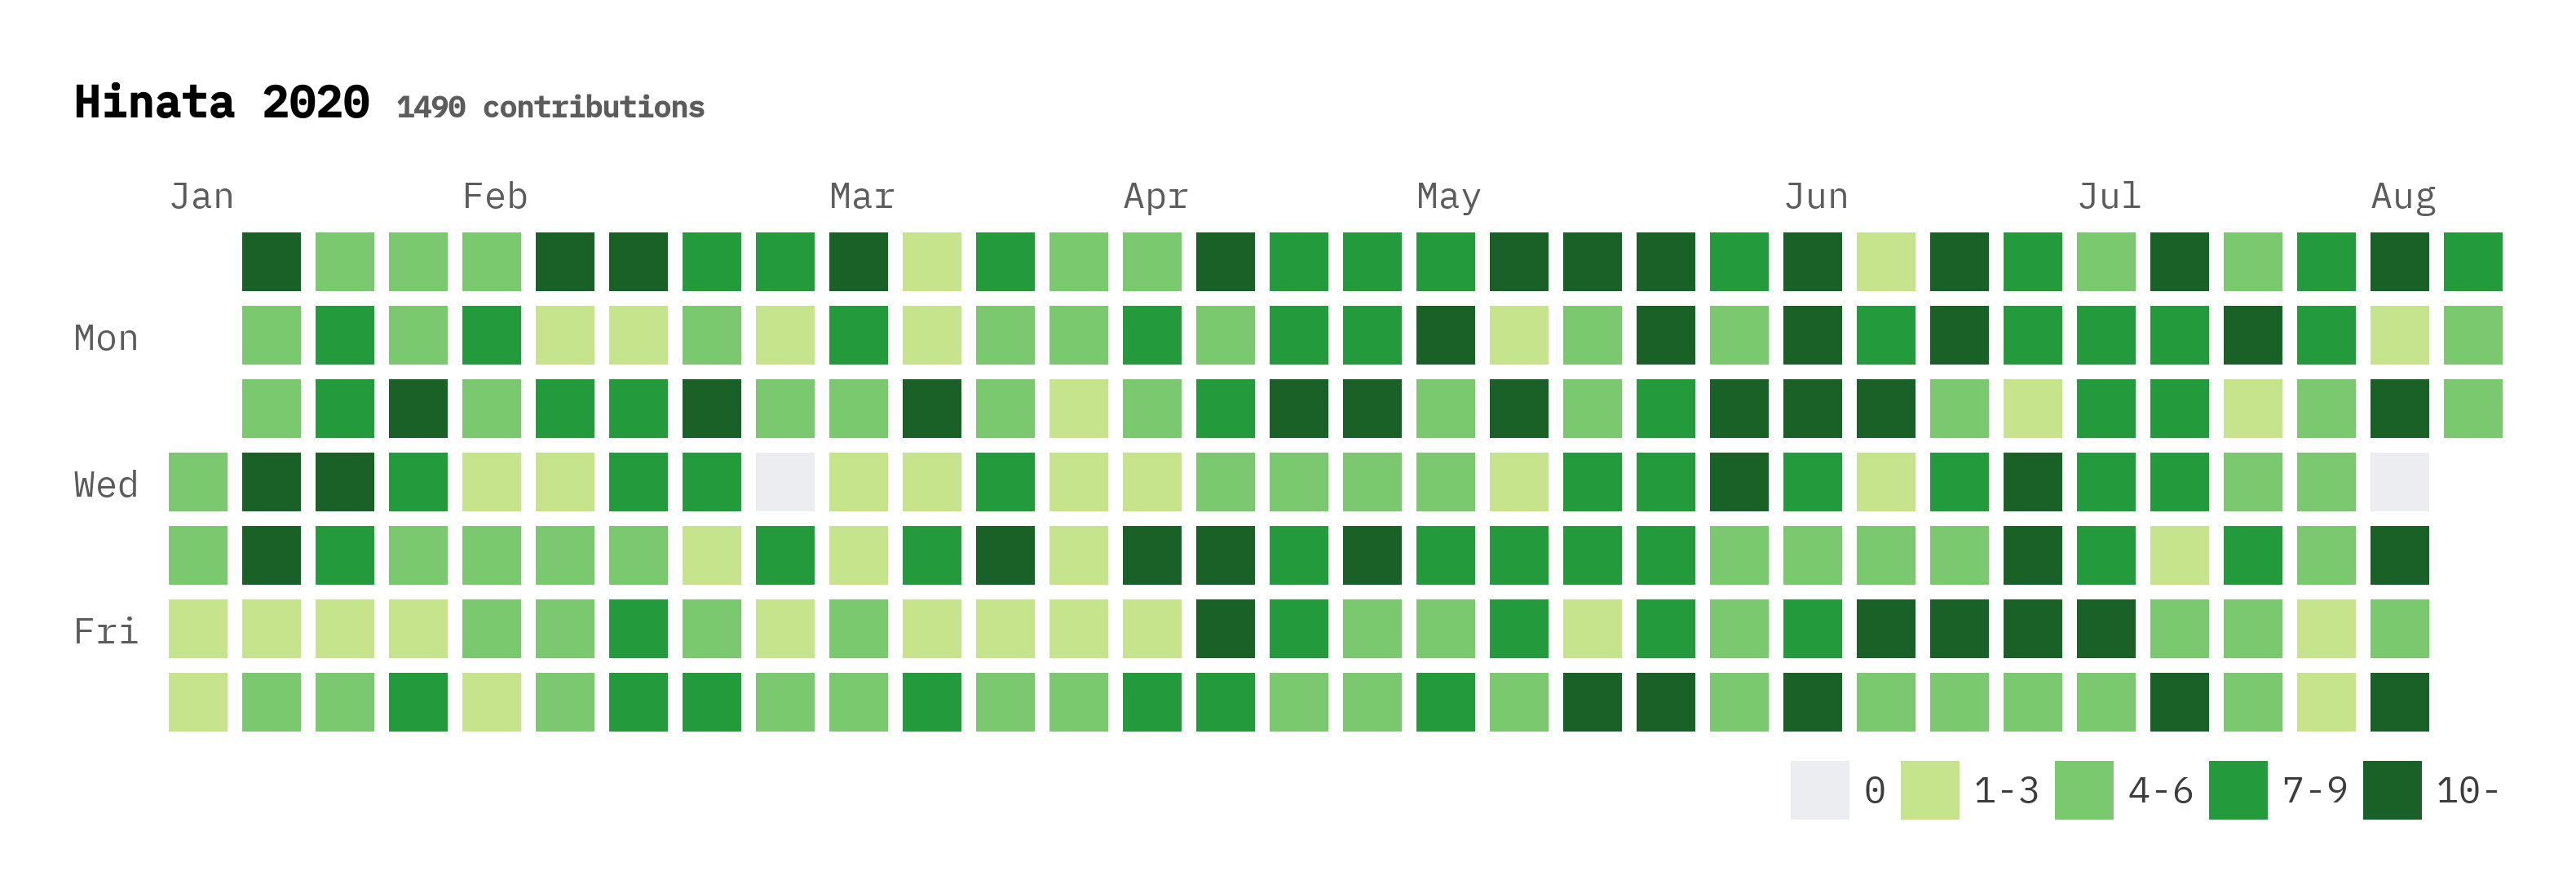 Hinata 2020 1490 contributions
Jan Feb Mar Apr May Jun Jul Aug
Mon
Wed
Fri
0 1-3 4-6 7-9 10-